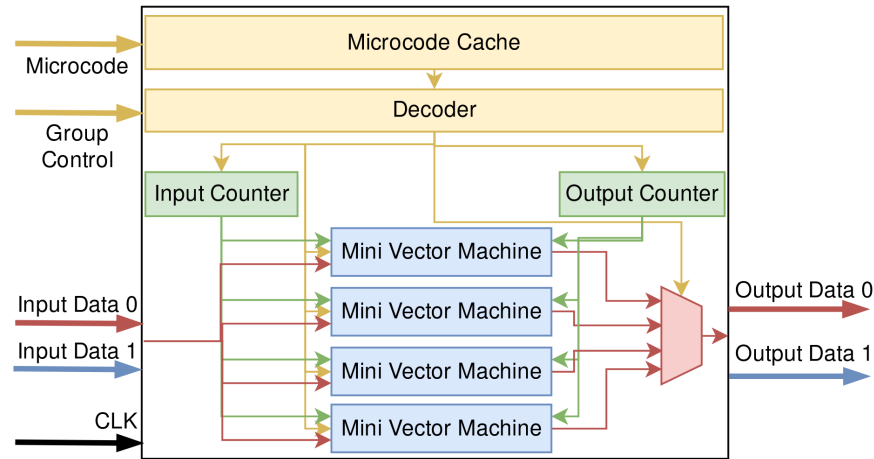 Microcode Cache
Microcode
Decoder
Group
Control
Input Counter
Output Counter
Mini Vector Machine
Input Data 0
Output Data 0
Mini Vector Machine
Input Data 1
Output Data 1
Mini Vector Machine
CLK
Mini Vector Machine